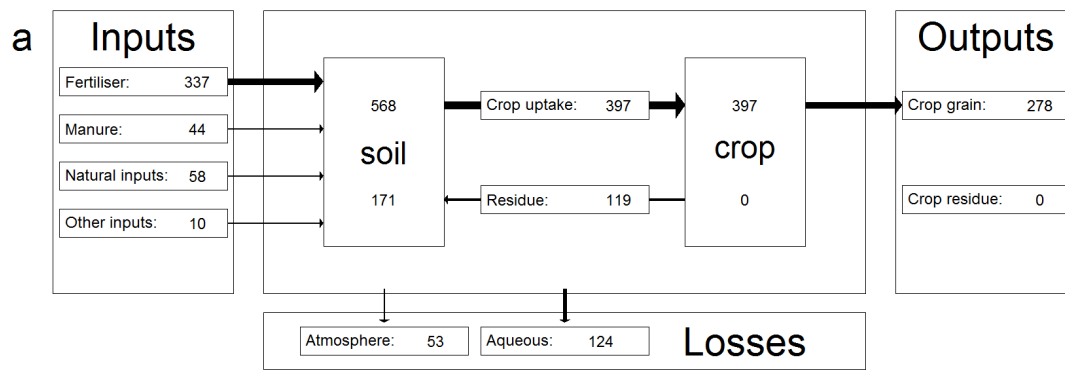 a
Inputs
Fertiliser: 337
Manure: 44
Natural inputs: 58
Other inputs: 10
568
soil
171
Crop uptake: 397
Residue: 119
397
crop
0
Outputs
Crop grain: 278
Crop residue: 0
Atmosphere: 53
Aqueous: 124
Losses